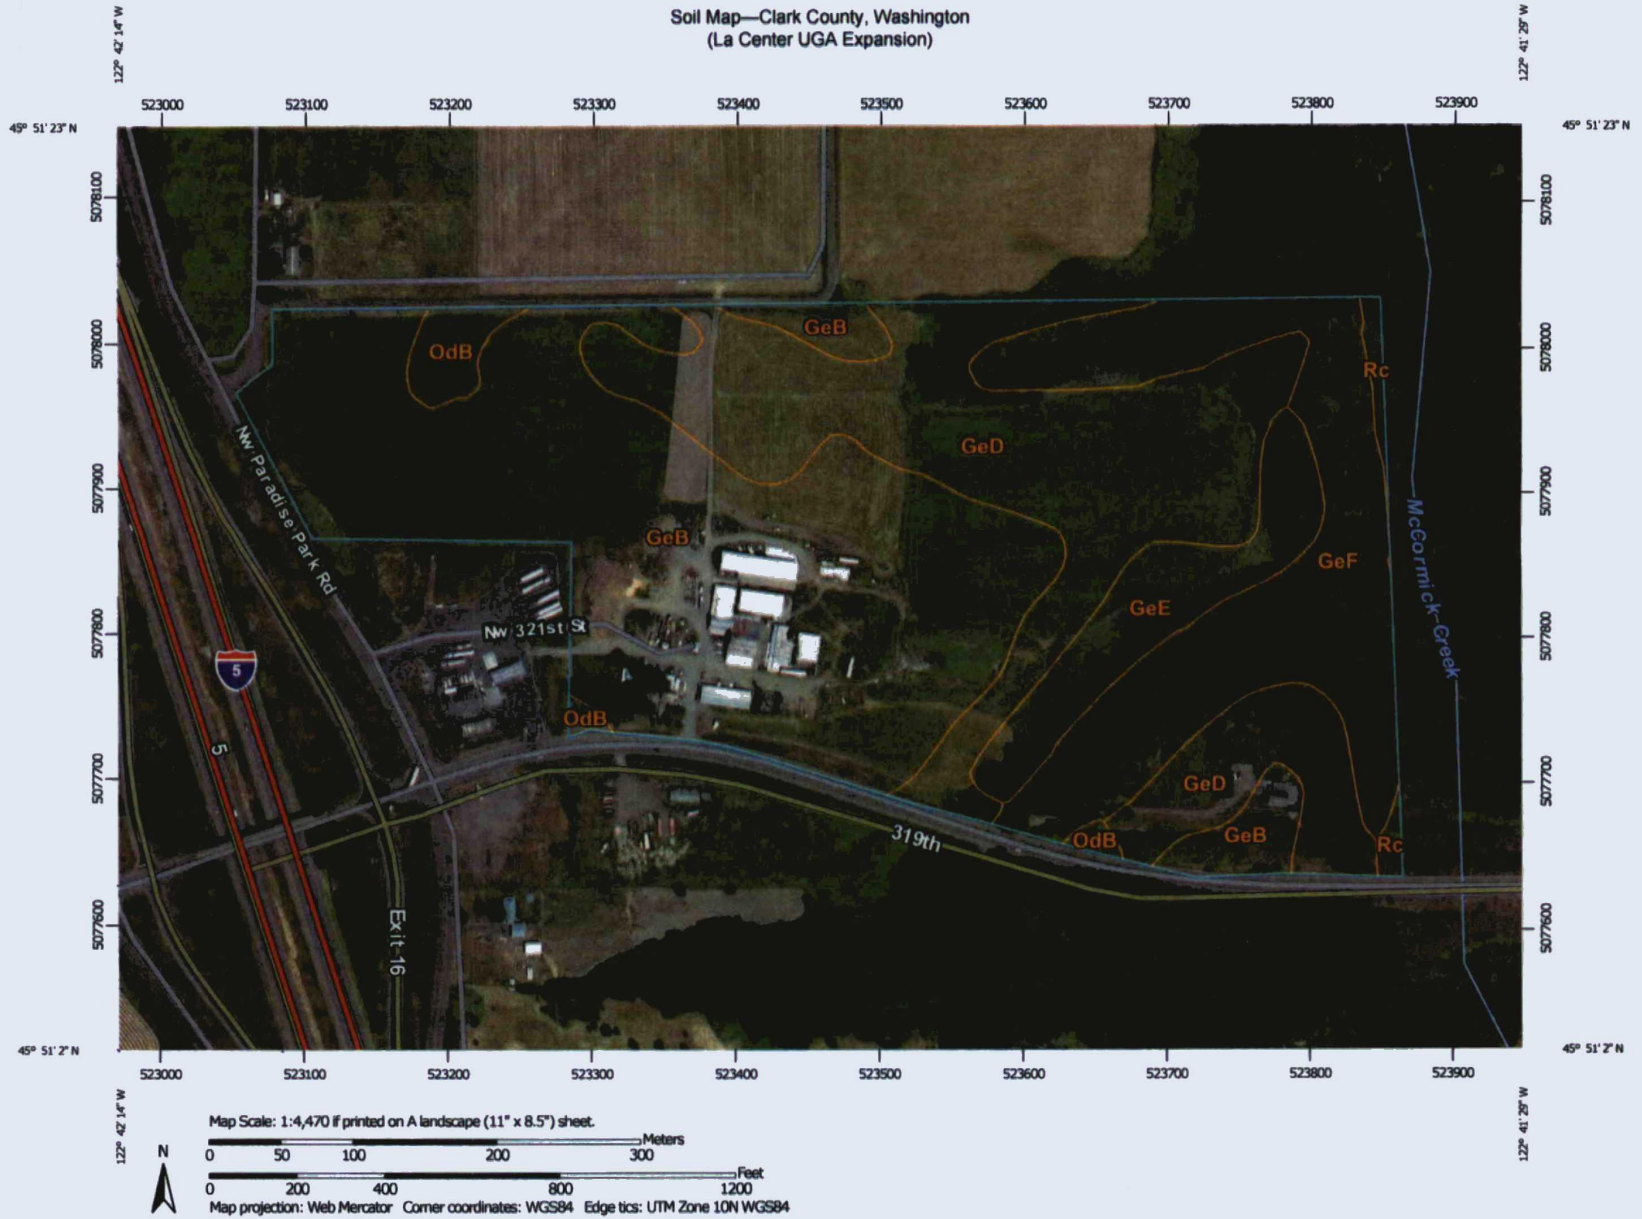 Soil Map—Clark County, Washington
(La Center UGA Expansion)
122° 42' 14" W
122° 41' 29" W
523000 523100 523200 523300 523400 523500 523600 523700 523800 523900
45° 51' 23" N
45° 51' 23" N
5078100
5078100
5078000
5078000
5077900
5077900
5077800
5077800
5077700
5077700
5077600
5077600
GeB
OdB
Rc
GeD
NW Paradise Park Rd
GeB
GeF
McCormick Creek
GeE
NW 321st St
5
5
OdB
GeD
319th
OdB
GeB
Rc
Exit 16
45° 51' 2" N
45° 51' 2" N
523000 523100 523200 523300 523400 523500 523600 523700 523800 523900
122° 42' 14" W
122° 41' 29" W
Map Scale: 1:4,470 if printed on A landscape (11" x 8.5") sheet.
Meters
N
0 50 100 200 300
Feet
0 200 400 800 1200
Map projection: Web Mercator Corner coordinates: WGS84 Edge tics: UTM Zone 10N WGS84